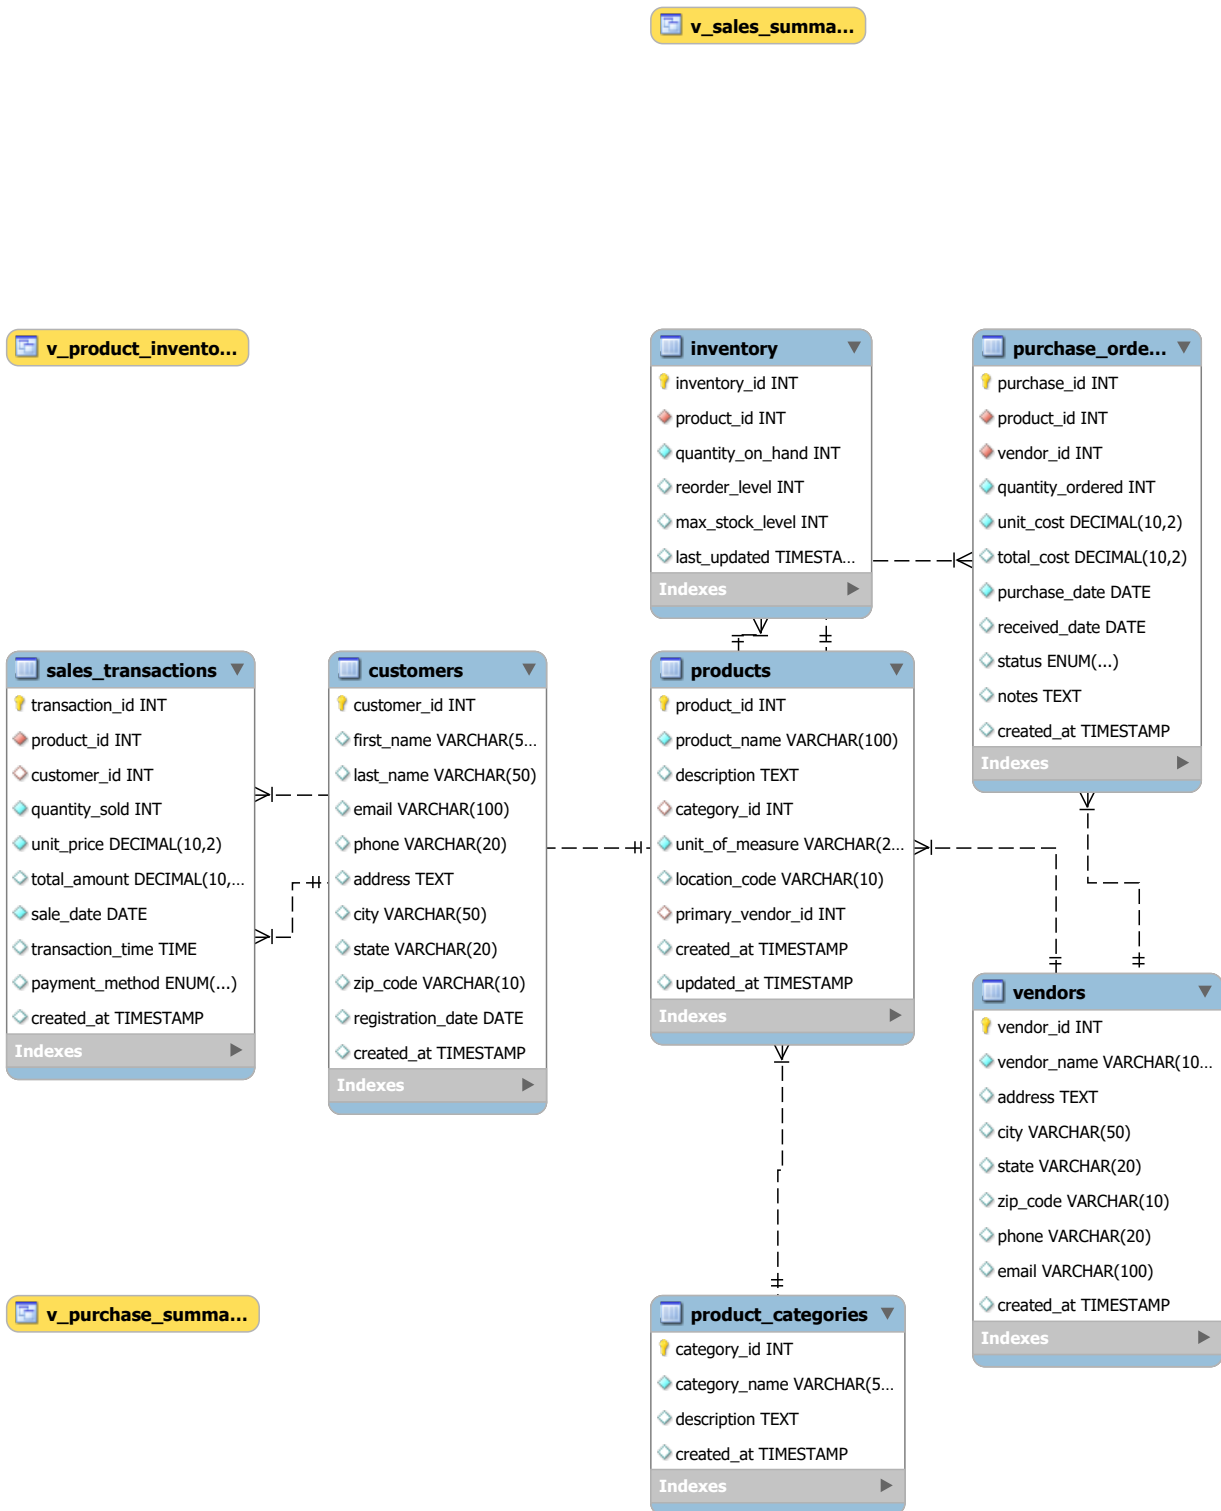 v_sales_summa...
v_product_invento...
inventory
inventory_id INT
product_id INT
quantity_on_hand INT
reorder_level INT
max_stock_level INT
last_updated TIMESTA...
Indexes
purchase_orde...
purchase_id INT
product_id INT
vendor_id INT
quantity_ordered INT
unit_cost DECIMAL(10,2)
total_cost DECIMAL(10,2)
purchase_date DATE
received_date DATE
status ENUM(...)
notes TEXT
created_at TIMESTAMP
Indexes
sales_transactions
transaction_id INT
product_id INT
customer_id INT
quantity_sold INT
unit_price DECIMAL(10,2)
total_amount DECIMAL(10,...
sale_date DATE
transaction_time TIME
payment_method ENUM(...)
created_at TIMESTAMP
Indexes
customers
customer_id INT
first_name VARCHAR(5...
last_name VARCHAR(50)
email VARCHAR(100)
phone VARCHAR(20)
address TEXT
city VARCHAR(50)
state VARCHAR(20)
zip_code VARCHAR(10)
registration_date DATE
created_at TIMESTAMP
Indexes
products
product_id INT
product_name VARCHAR(100)
description TEXT
category_id INT
unit_of_measure VARCHAR(2...
location_code VARCHAR(10)
primary_vendor_id INT
created_at TIMESTAMP
updated_at TIMESTAMP
Indexes
vendors
vendor_id INT
vendor_name VARCHAR(10...
address TEXT
city VARCHAR(50)
state VARCHAR(20)
zip_code VARCHAR(10)
phone VARCHAR(20)
email VARCHAR(100)
created_at TIMESTAMP
Indexes
v_purchase_summa...
product_categories
category_id INT
category_name VARCHAR(5...
description TEXT
created_at TIMESTAMP
Indexes